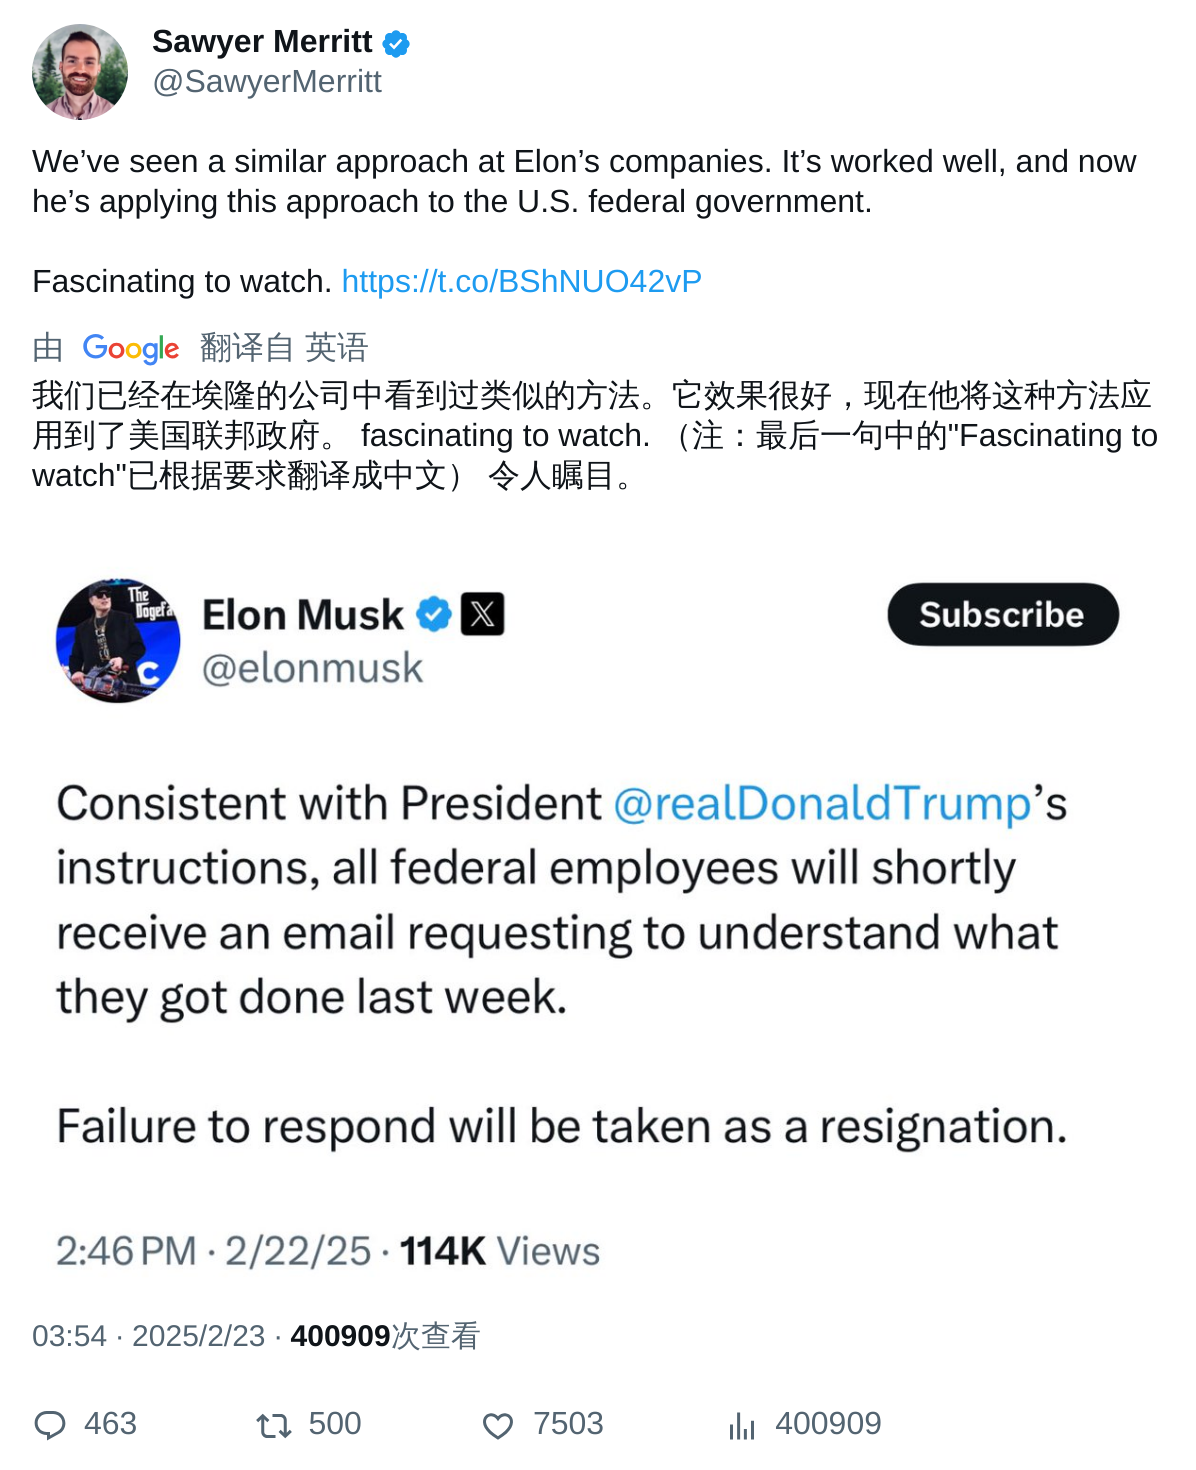 Sawyer Merritt
@SawyerMerritt
We’ve seen a similar approach at Elon’s companies. It’s worked well, and now
he’s applying this approach to the U.S. federal government.
Fascinating to watch. https://t.co/BShNUO42vP
由 Google 翻译自 英语
我们已经在埃隆的公司中看到过类似的方法。它效果很好，现在他将这种方法应
用到了美国联邦政府。 fascinating to watch. （注：最后一句中的"Fascinating to
watch"已根据要求翻译成中文） 令人瞩目。
The
Dogefa
C
Elon Musk X
@elonmusk
Subscribe
Consistent with President @realDonaldTrump’s
instructions, all federal employees will shortly
receive an email requesting to understand what
they got done last week.
Failure to respond will be taken as a resignation.
2:46 PM · 2/22/25 · 114K Views
03:54 · 2025/2/23 · 400909次查看
463 500 7503 400909